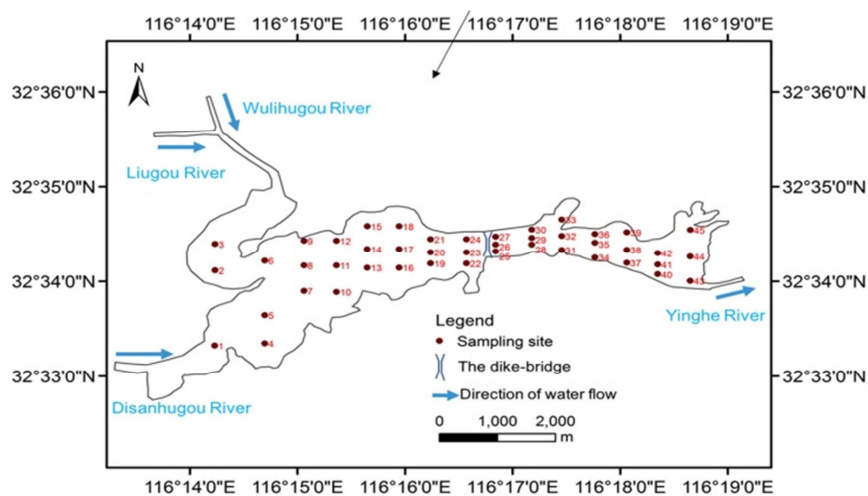 116°14'0"E 116°15'0"E 116°16'0"E 116°17'0"E 116°18'0"E 116°19'0"E
32°36'0"N 32°36'0"N
N
Wulihugou River
Liugou River
32°35'0"N 32°35'0"N
33
15 18
30
45
27 36 39
3 9 12 21 24 29 32 35
26
14 17 20 23 28 31 38 42
25
6 34 44
8 11 13 16 19 22 37 41
2 40
43
32°34'0"N 32°34'0"N
7 10
Yinghe River
5
Legend
1 4
Sampling site
The dike-bridge
32°33'0"N 32°33'0"N
Direction of water flow
Disanhugou River
0 1,000 2,000
m
116°14'0"E 116°15'0"E 116°16'0"E 116°17'0"E 116°18'0"E 116°19'0"E